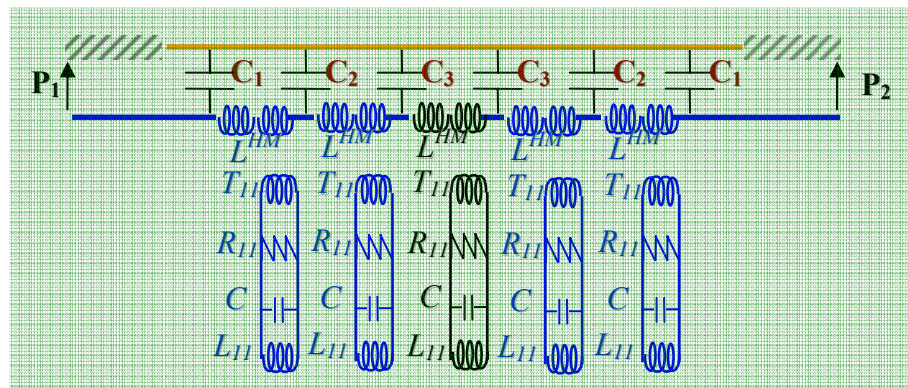 P₁ C₁ C₂ C₃ C₃ C₂ C₁ P₂
L^HM L^HM L^HM L^HM L^HM
T₁₁ T₁₁ T₁₁ T₁₁ T₁₁
R₁₁ R₁₁ R₁₁ R₁₁ R₁₁
C C C C C
L₁₁ L₁₁ L₁₁ L₁₁ L₁₁